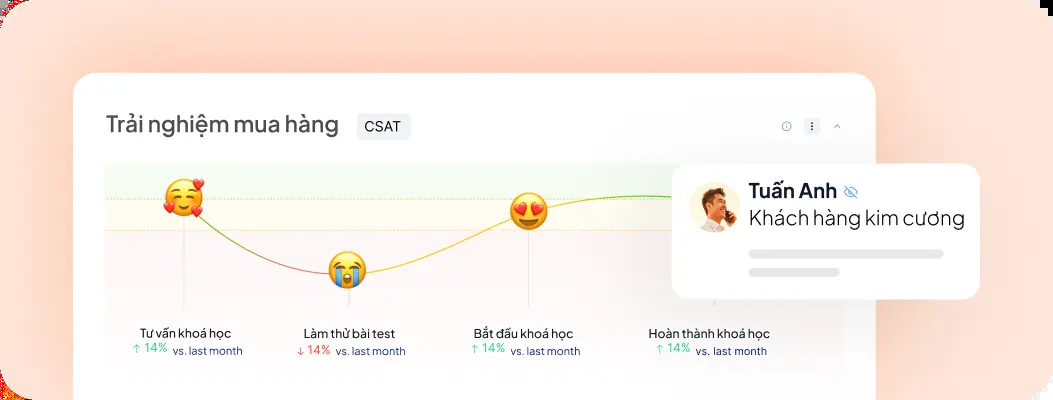 Trải nghiệm mua hàng CSAT
Tuấn Anh
Khách hàng kim cương
Tư vấn khoá học
↑ 14% vs. last month
Làm thử bài test
↓ 14% vs. last month
Bắt đầu khoá học
↑ 14% vs. last month
Hoàn thành khoá học
↑ 14% vs. last month